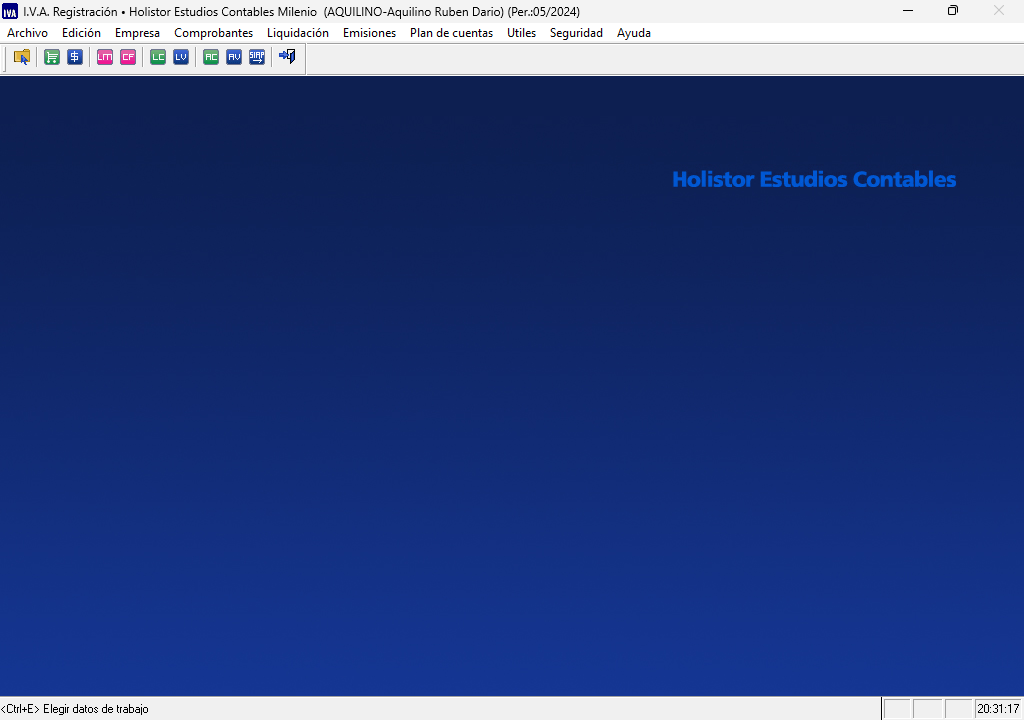 IVA I.V.A. Registración • Holistor Estudios Contables Milenio (AQUILINO-Aquilino Ruben Dario) (Per.:05/2024)
Archivo Edición Empresa Comprobantes Liquidación Emisiones Plan de cuentas Utiles Seguridad Ayuda
$ LM CF LC LV AC AV SIAP
Holistor Estudios Contables
<Ctrl+E> Elegir datos de trabajo 20:31:17